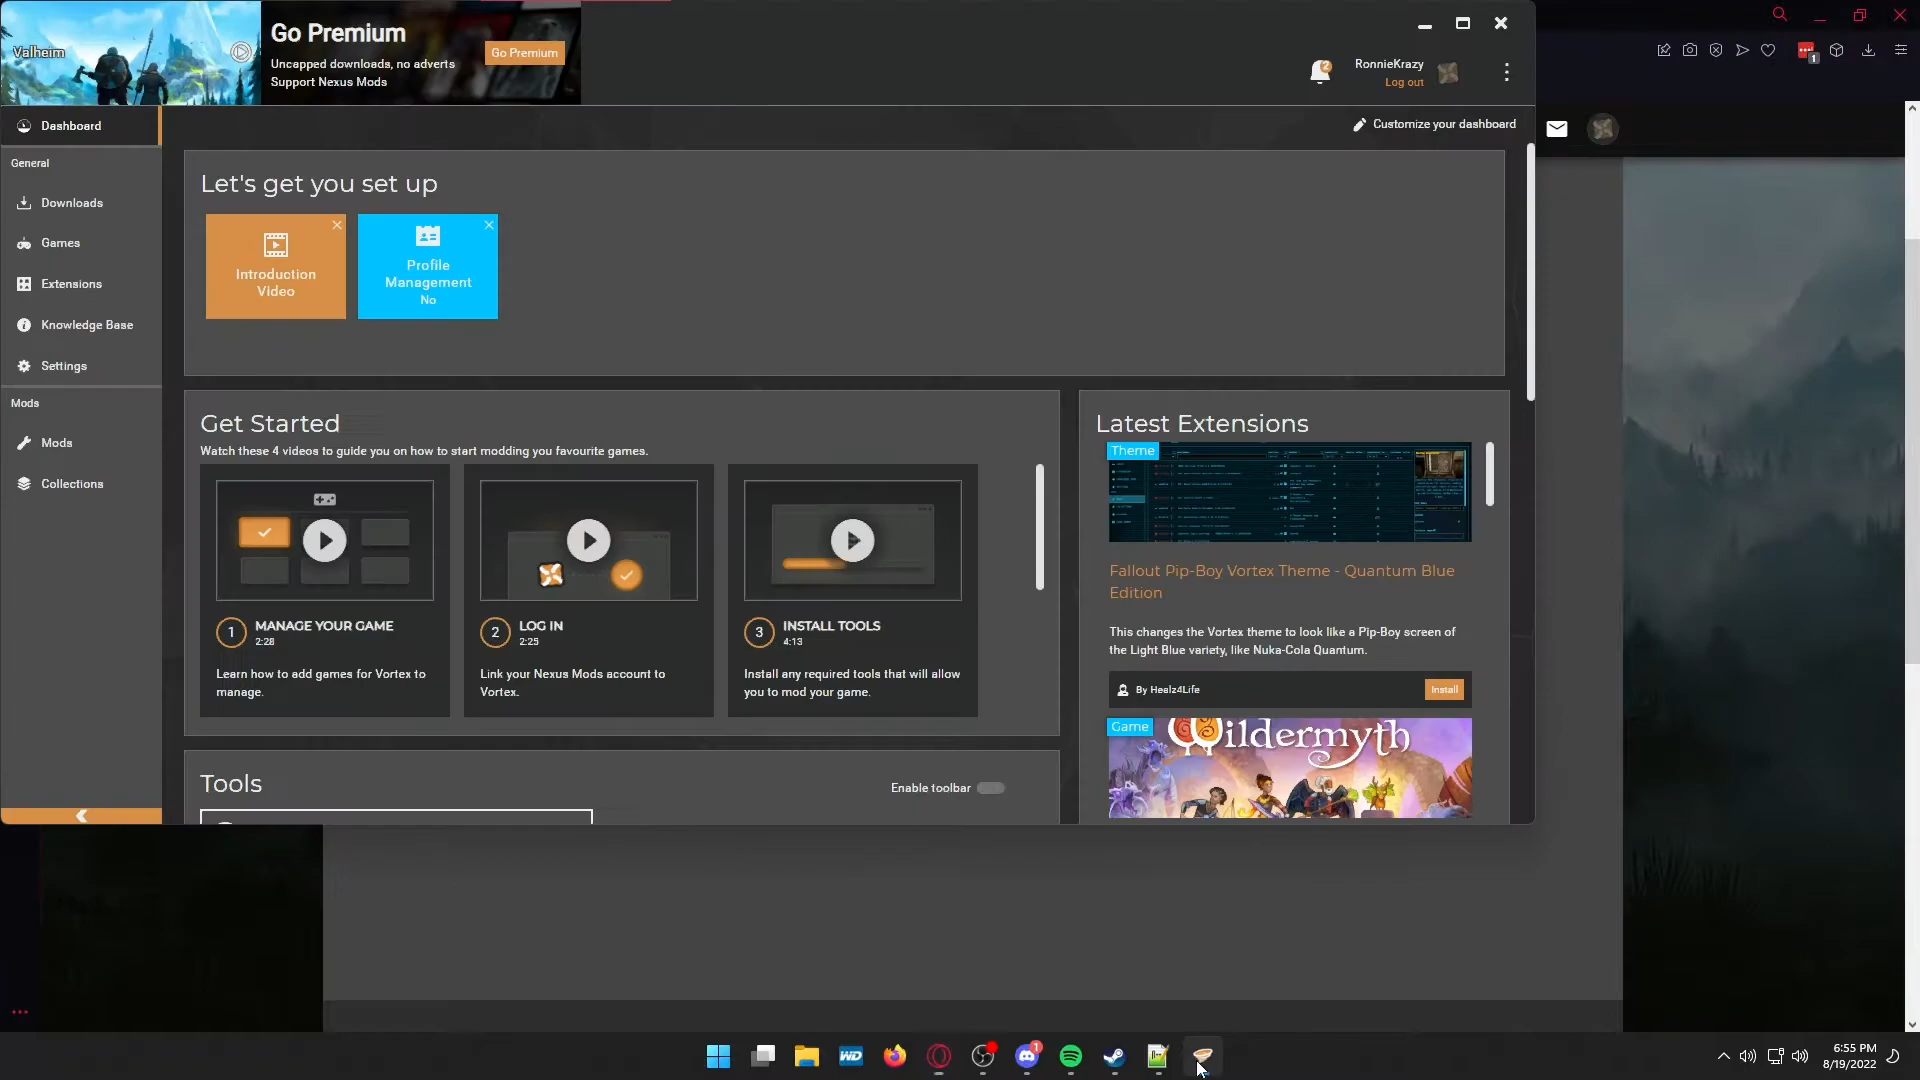 Valheim
Go Premium
Uncapped downloads, no adverts
Support Nexus Mods
Go Premium
2
RonnieKrazy
Log out
1
Dashboard
Customize your dashboard
General
Downloads
Games
Extensions
Knowledge Base
Settings
Mods
Mods
Collections
Let's get you set up
Introduction
Video
Profile
Management
No
Get Started
Watch these 4 videos to guide you on how to start modding you favourite games.
1
MANAGE YOUR GAME
2:28
Learn how to add games for Vortex to
manage.
2
LOG IN
2:25
Link your Nexus Mods account to
Vortex.
3
INSTALL TOOLS
4:13
Install any required tools that will allow
you to mod your game.
Latest Extensions
Theme
Fallout Pip-Boy Vortex Theme - Quantum Blue
Edition
This changes the Vortex theme to look like a Pip-Boy screen of
the Light Blue variety, like Nuka-Cola Quantum.
By Healz4Life
Install
Game
Wildermyth
Tools
Enable toolbar
WD
1
6:55 PM
8/19/2022